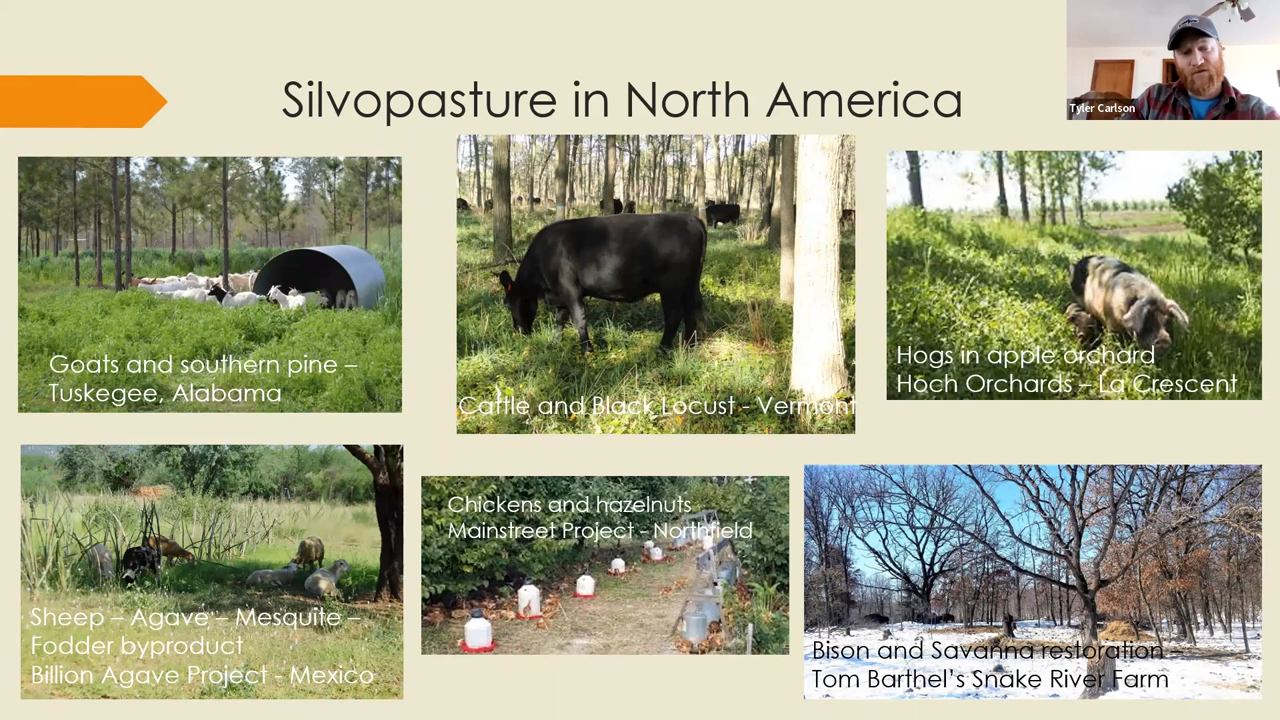 Silvopasture in North America
Tyler Carlson
Goats and southern pine –
Tuskegee, Alabama
Cattle and Black Locust - Vermont
Hogs in apple orchard
Hoch Orchards – La Crescent
Sheep – Agave – Mesquite –
Fodder byproduct
Billion Agave Project - Mexico
Chickens and hazelnuts
Mainstreet Project - Northfield
Bison and Savanna restoration –
Tom Barthel's Snake River Farm